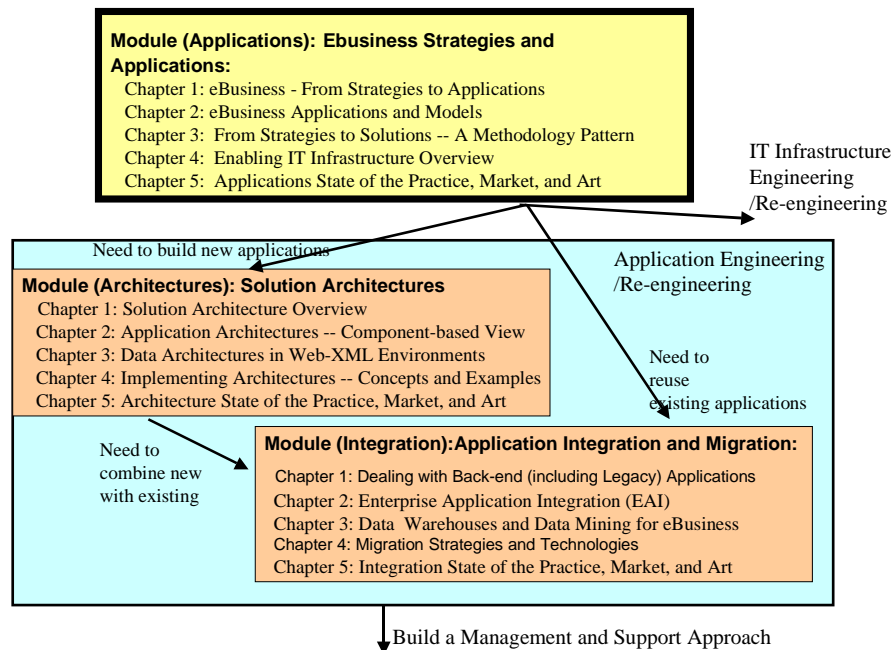 Module (Applications): Ebusiness Strategies and
Applications:
Chapter 1: eBusiness - From Strategies to Applications
Chapter 2: eBusiness Applications and Models
Chapter 3: From Strategies to Solutions -- A Methodology Pattern
Chapter 4: Enabling IT Infrastructure Overview
Chapter 5: Applications State of the Practice, Market, and Art
IT Infrastructure
Engineering
/Re-engineering
Need to build new applications
Application Engineering
/Re-engineering
Module (Architectures): Solution Architectures
Chapter 1: Solution Architecture Overview
Chapter 2: Application Architectures -- Component-based View
Chapter 3: Data Architectures in Web-XML Environments
Chapter 4: Implementing Architectures -- Concepts and Examples
Chapter 5: Architecture State of the Practice, Market, and Art
Need to
reuse
existing applications
Need to
combine new
with existing
Module (Integration):Application Integration and Migration:
Chapter 1: Dealing with Back-end (including Legacy) Applications
Chapter 2: Enterprise Application Integration (EAI)
Chapter 3: Data Warehouses and Data Mining for eBusiness
Chapter 4: Migration Strategies and Technologies
Chapter 5: Integration State of the Practice, Market, and Art
Build a Management and Support Approach